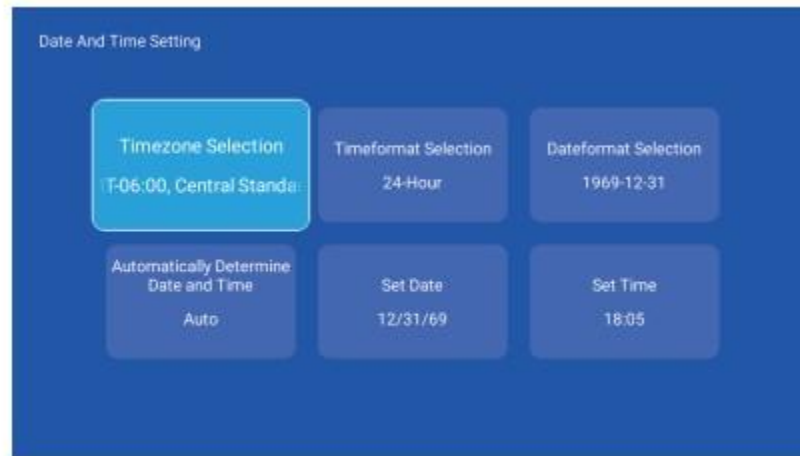 Date And Time Setting
Timezone Selection
T-06:00, Central Standa
Timeformat Selection
24-Hour
Dateformat Selection
1969-12-31
Automatically Determine
Date and Time
Auto
Set Date
12/31/69
Set Time
18:05